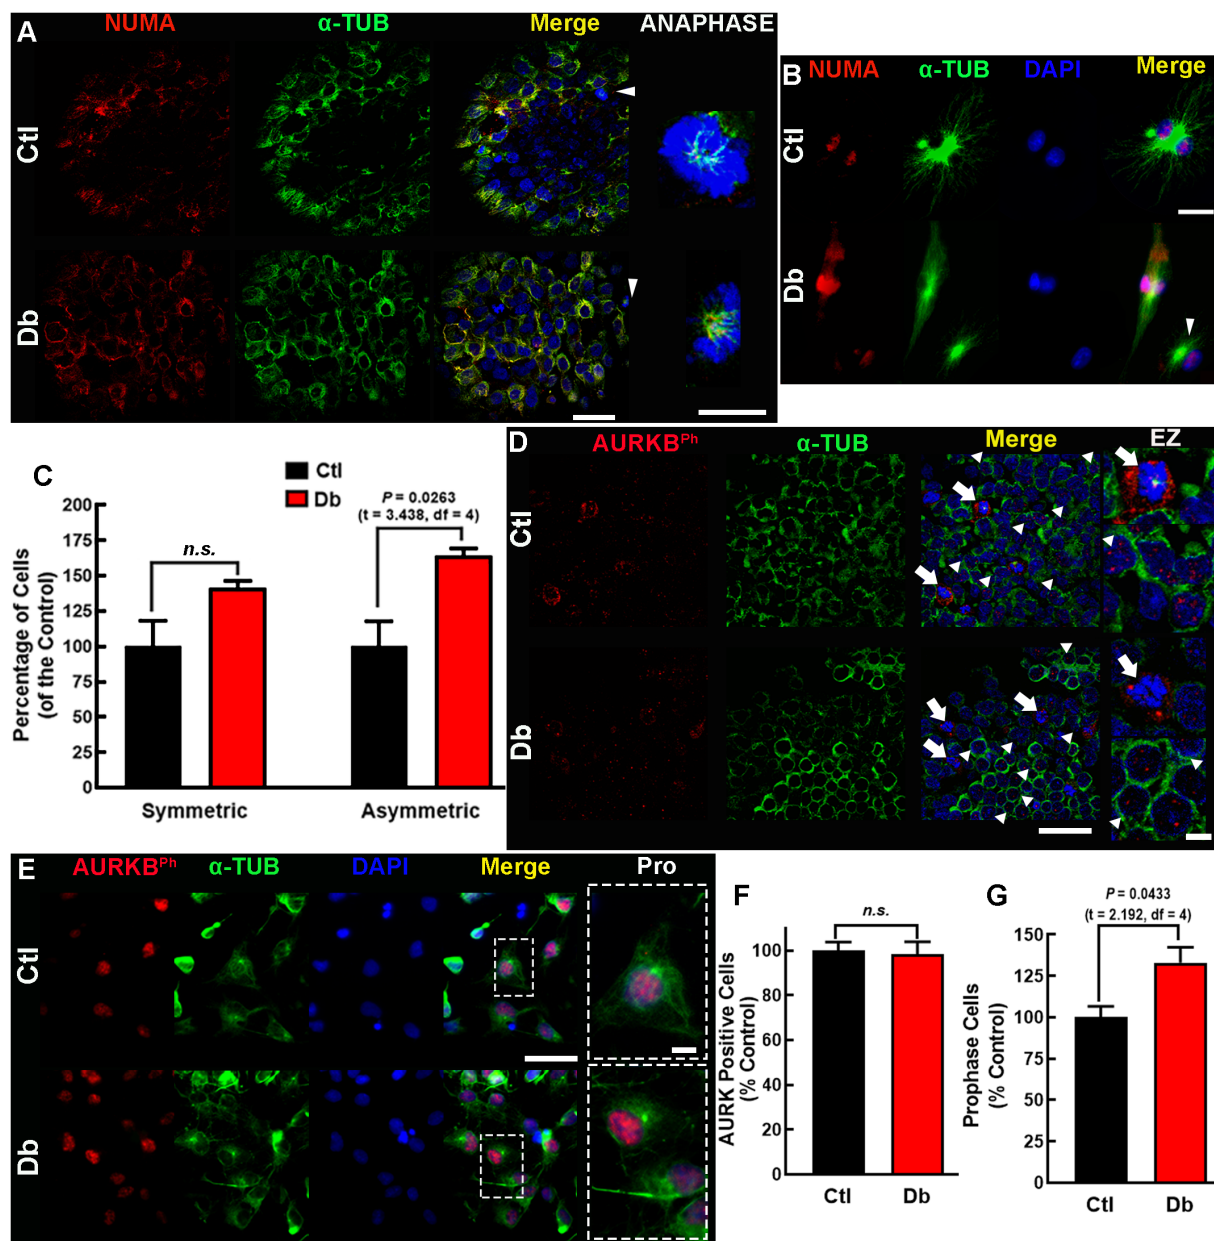 A
NUMA
α-TUB
Merge
ANAPHASE
Ctl
Db
B
NUMA
α-TUB
DAPI
Merge
Ctl
Db
C
Ctl
Db
Percentage of Cells
(of the Control)
200
175
150
125
100
75
50
25
0
n.s.
P = 0.0263
(t = 3.438, df = 4)
Symmetric
Asymmetric
D
AURKBPh
α-TUB
Merge
EZ
Ctl
Db
E
AURKBPh
α-TUB
DAPI
Merge
Pro
Ctl
Db
F
AURK Positive Cells
(% Control)
100
80
60
40
20
0
n.s.
Ctl
Db
G
Prophase Cells
(% Control)
150
125
100
75
50
25
0
P = 0.0433
(t = 2.192, df = 4)
Ctl
Db